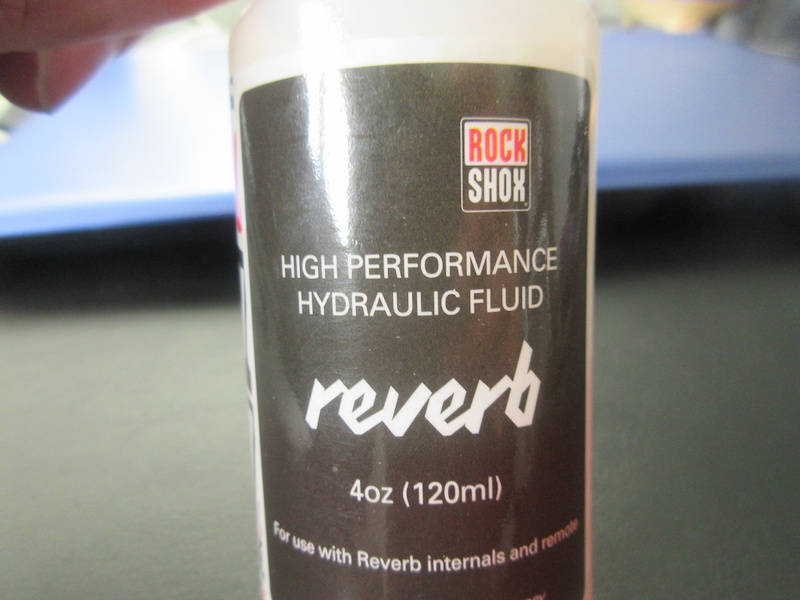 ROCK
SHOX
HIGH PERFORMANCE
HYDRAULIC FLUID
reverb
4oz (120ml)
For use with Reverb internals and remote